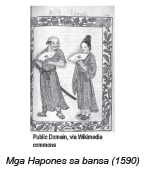 Public Domain, via Wikimedia
commons
Mga Hapones sa bansa (1590)